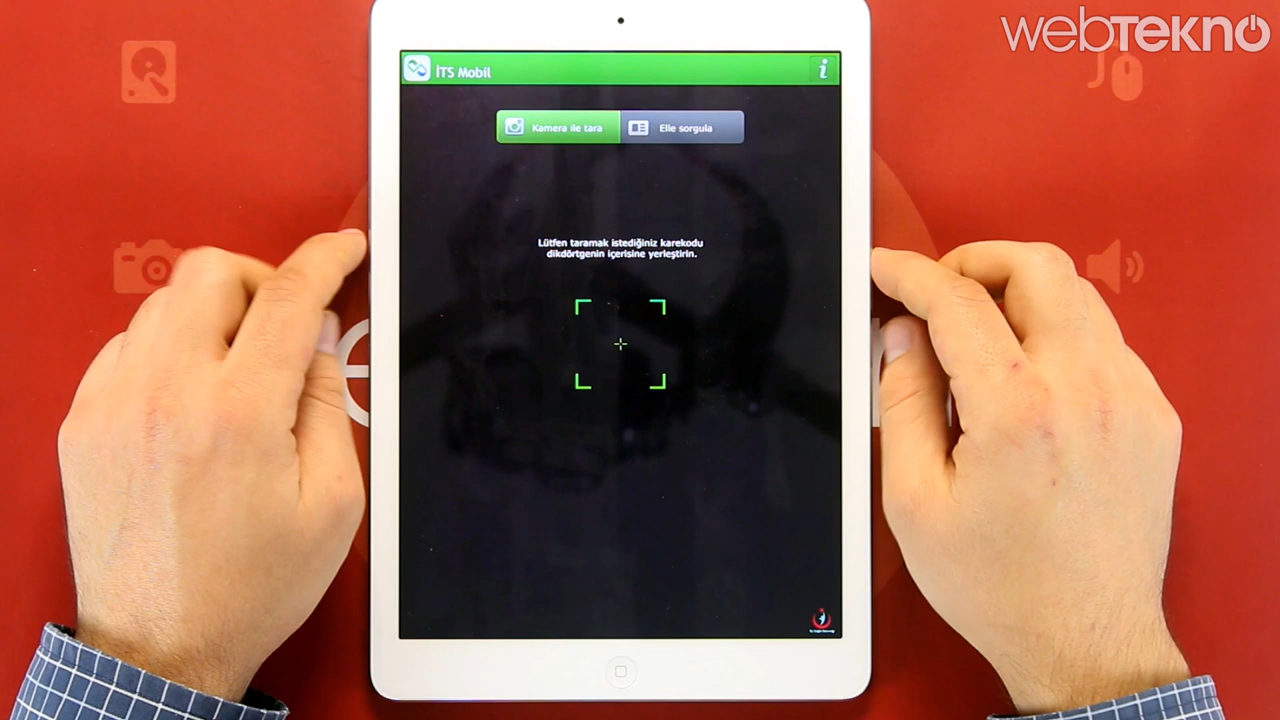 webTEKNO
İTS Mobil
i
Kamera ile tara
Elle sorgula
Lütfen taramak istediğiniz karekodu
dikdörtgenin içerisine yerleştirin.
e